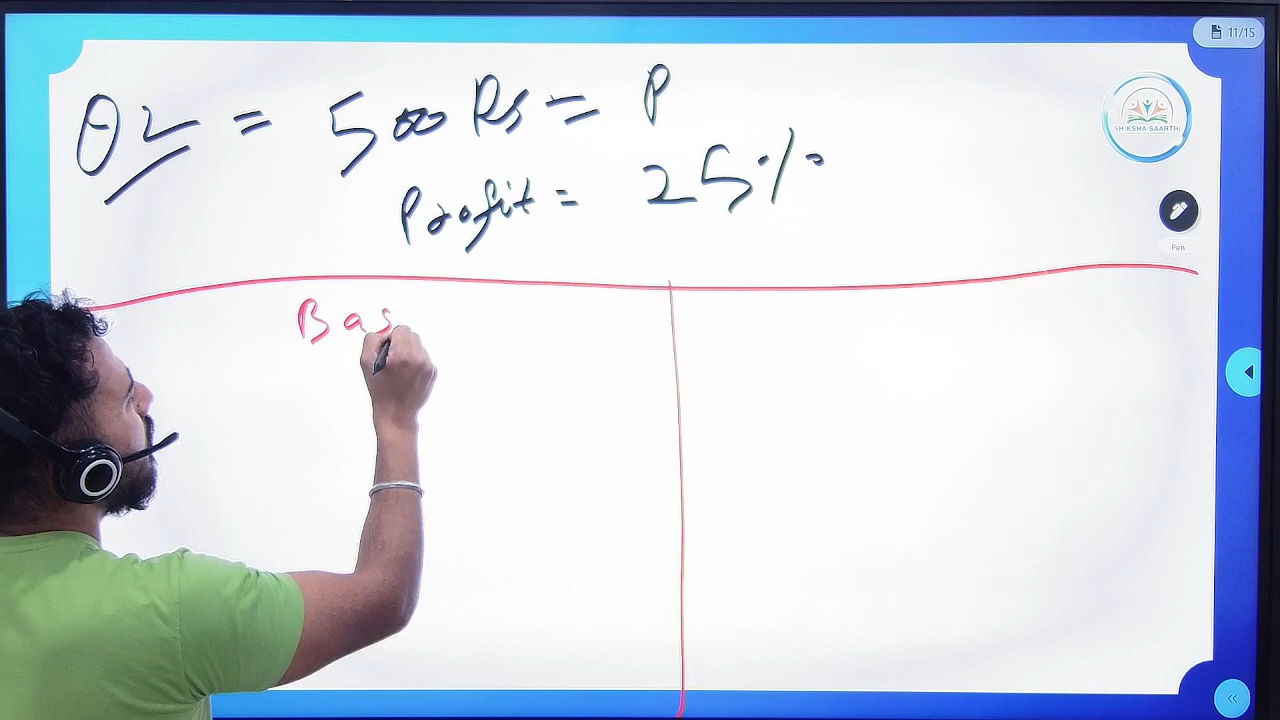 Q2 = 500 Rs = P
Profit = 25%
Bas
11/15
SHIKSHA SAARTHI
Pen